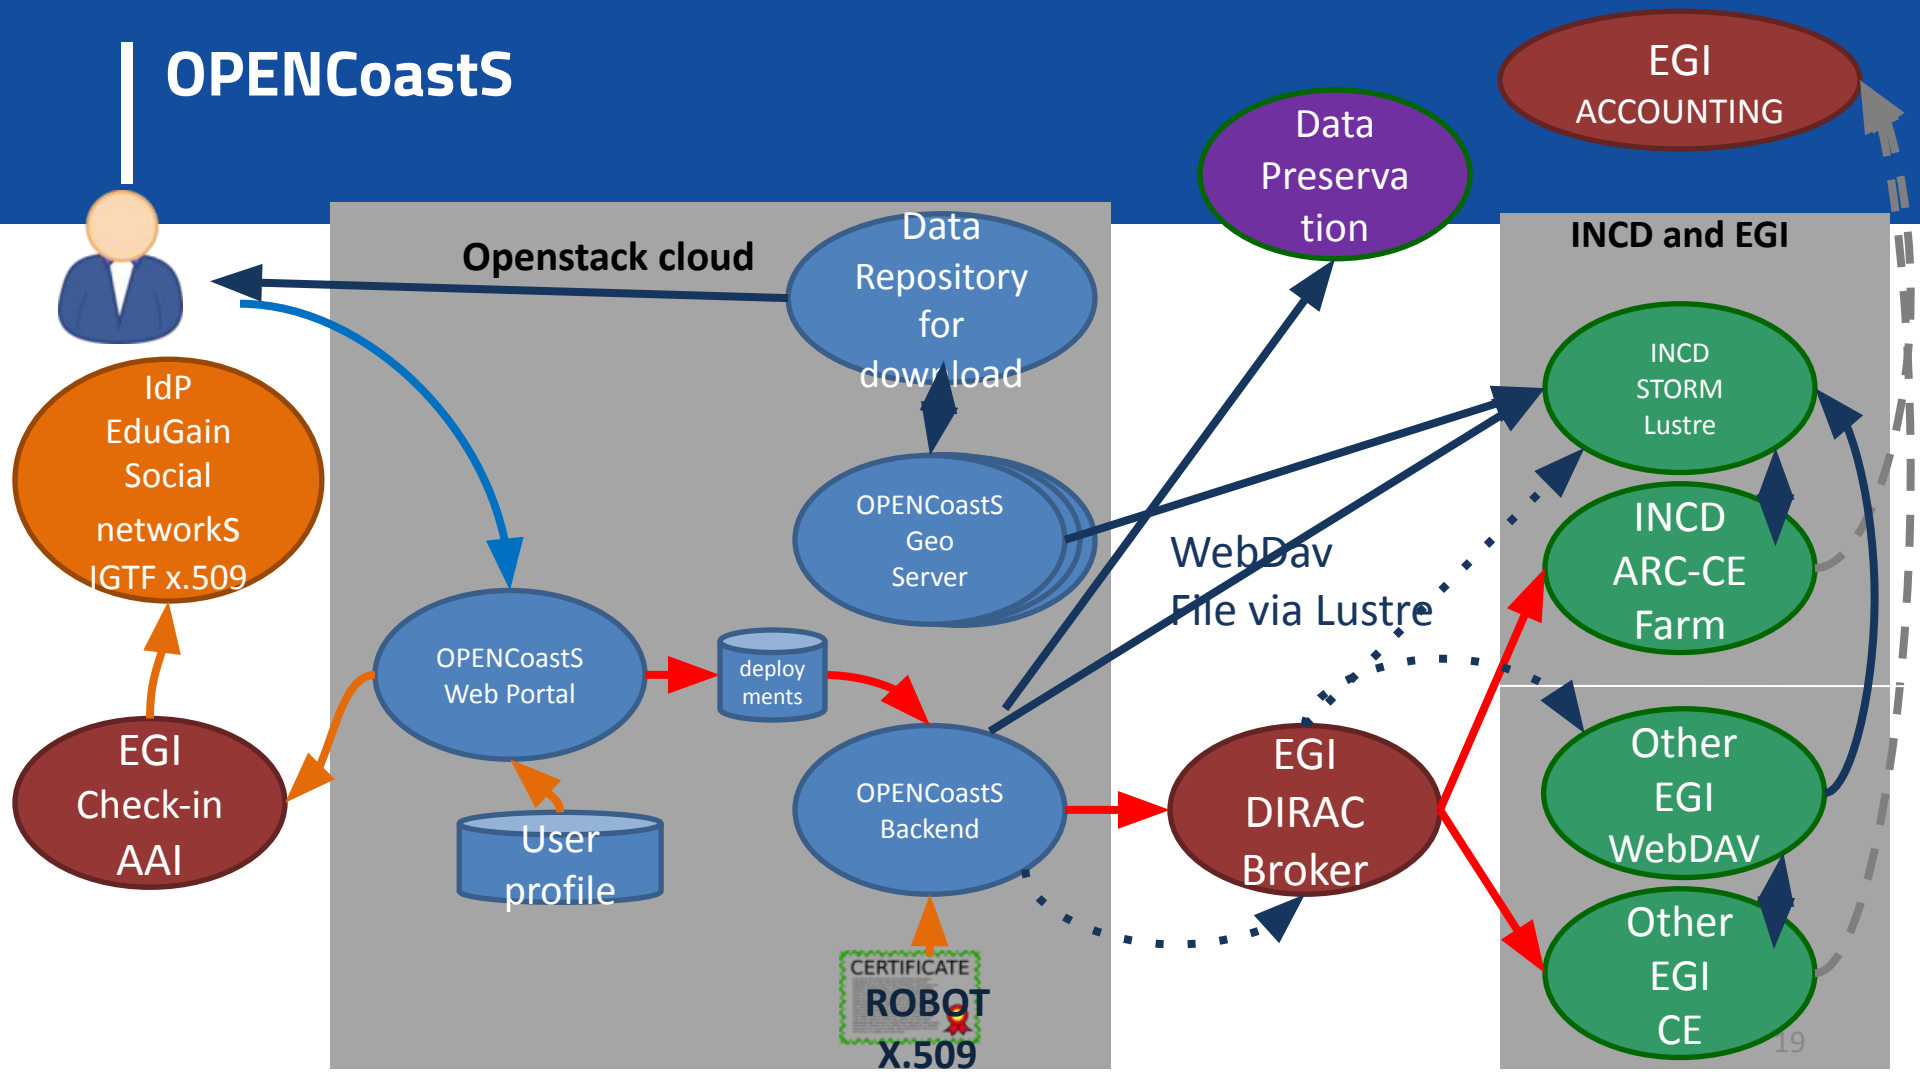 OPENCoastS
EGI
ACCOUNTING
Data
Preserva
tion
Openstack cloud
Data
Repository
for
download
INCD and EGI
IdP
EduGain
Social
networks
IGTF x.509
INCD
STORM
Lustre
OPENCoastS
Geo
Server
WebDav
File via Lustre
INCD
ARC-CE
Farm
OPENCoastS
Web Portal
deploy
ments
EGI
Check-in
AAI
User
profile
OPENCoastS
Backend
EGI
DIRAC
Broker
Other
EGI
WebDAV
Other
EGI
CE
CERTIFICATE
ROBOT
X.509
19